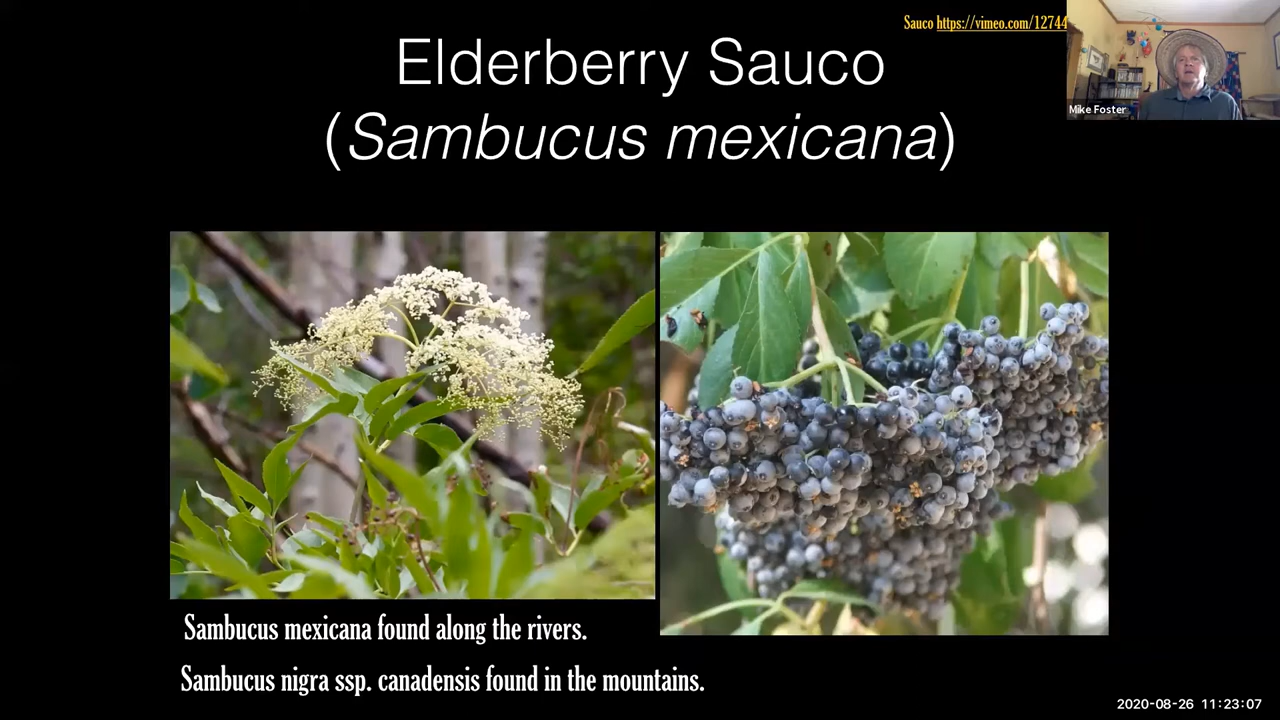 Sauco https://vimeo.com/12744
Elderberry Sauco
(Sambucus mexicana)
Mike Foster
Sambucus mexicana found along the rivers.
Sambucus nigra ssp. canadensis found in the mountains.
2020-08-26 11:23:07